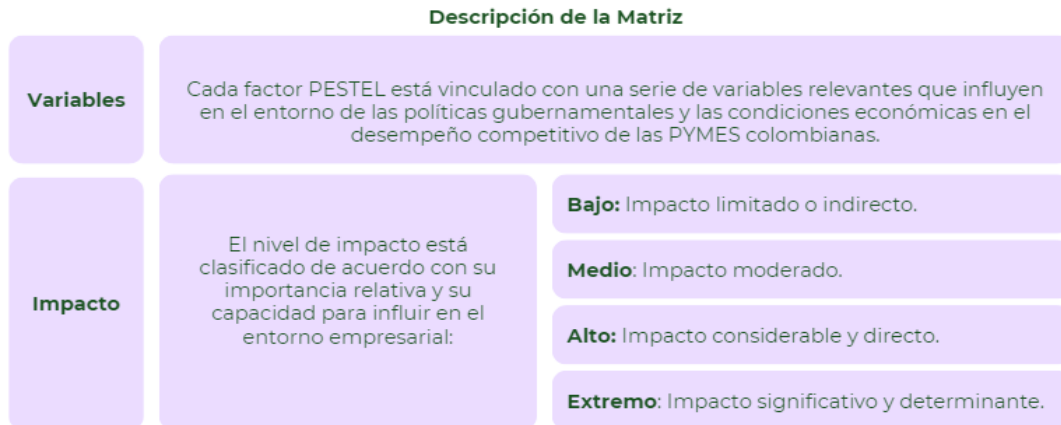 Descripción de la Matriz
Variables
Cada factor PESTEL está vinculado con una serie de variables relevantes que influyen
en el entorno de las políticas gubernamentales y las condiciones económicas en el
desempeño competitivo de las PYMES colombianas.
Impacto
El nivel de impacto está
clasificado de acuerdo con su
importancia relativa y su
capacidad para influir en el
entorno empresarial:
Bajo: Impacto limitado o indirecto.
Medio: Impacto moderado.
Alto: Impacto considerable y directo.
Extremo: Impacto significativo y determinante.